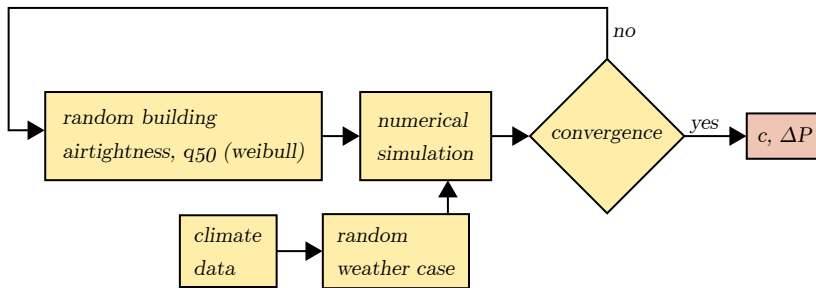 no
random building
airtightness, q50 (weibull)
numerical
simulation
convergence
yes
c, ΔP
climate
data
random
weather case